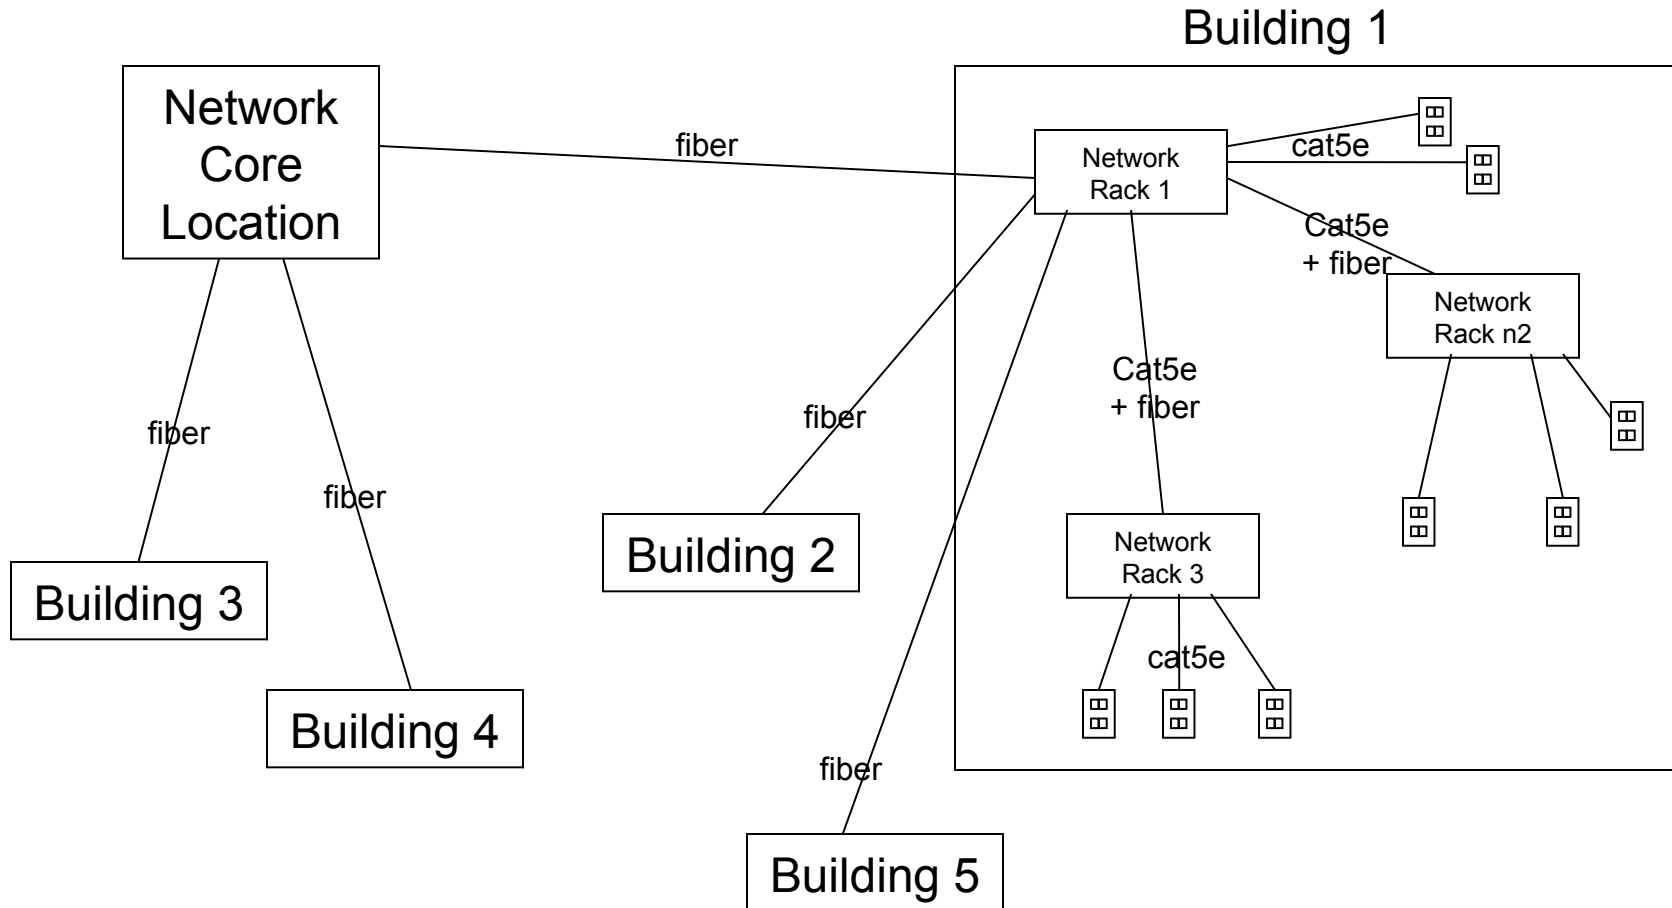 Building 1
Network
Core
Location
fiber
Network
Rack 1
cat5e
Cat5e
+ fiber
Network
Rack n2
Cat5e
+ fiber
fiber
fiber
fiber
Building 2
Network
Rack 3
Building 3
cat5e
Building 4
fiber
Building 5